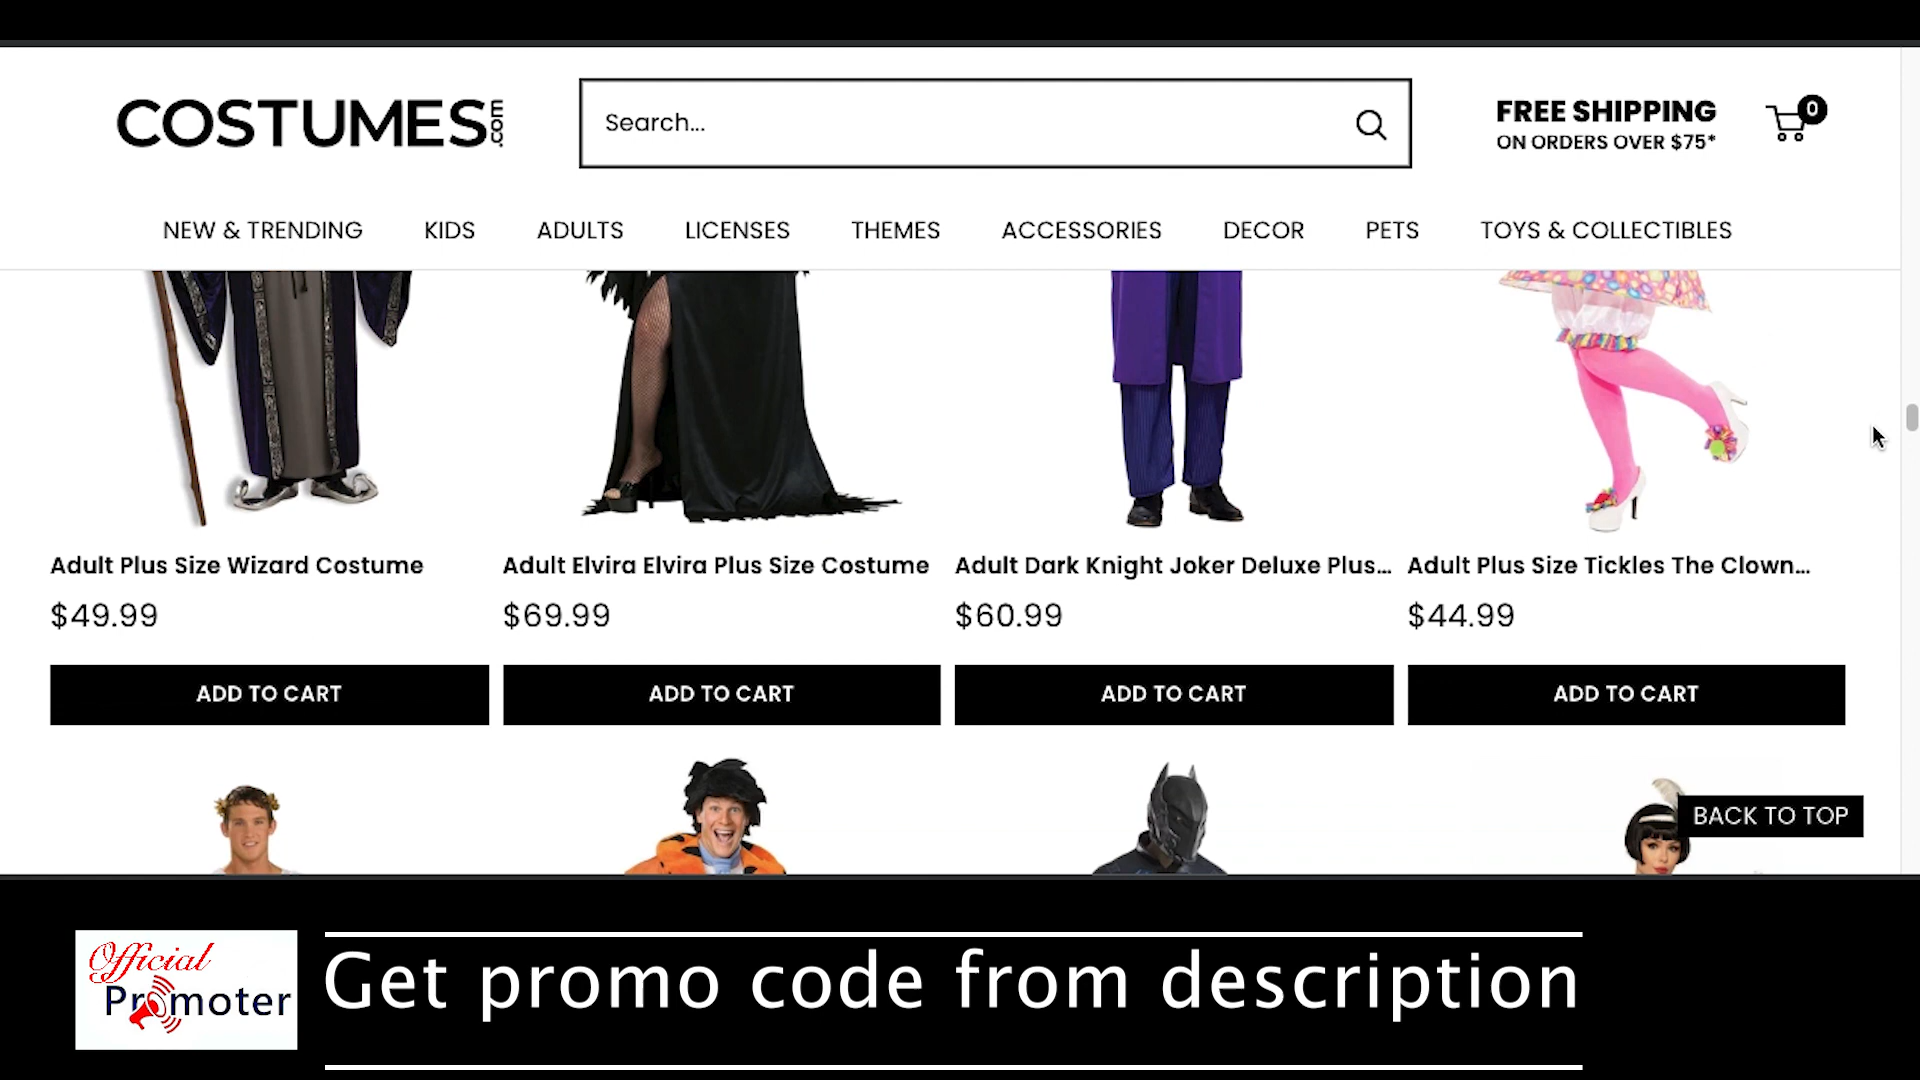 COSTUMES.com
Search...
FREE SHIPPING
ON ORDERS OVER $75*
0
NEW & TRENDING KIDS ADULTS LICENSES THEMES ACCESSORIES DECOR PETS TOYS & COLLECTIBLES
Adult Plus Size Wizard Costume
$49.99
ADD TO CART
Adult Elvira Elvira Plus Size Costume
$69.99
ADD TO CART
Adult Dark Knight Joker Deluxe Plus...
$60.99
ADD TO CART
Adult Plus Size Tickles The Clown...
$44.99
ADD TO CART
BACK TO TOP
Official
Promoter
Get promo code from description